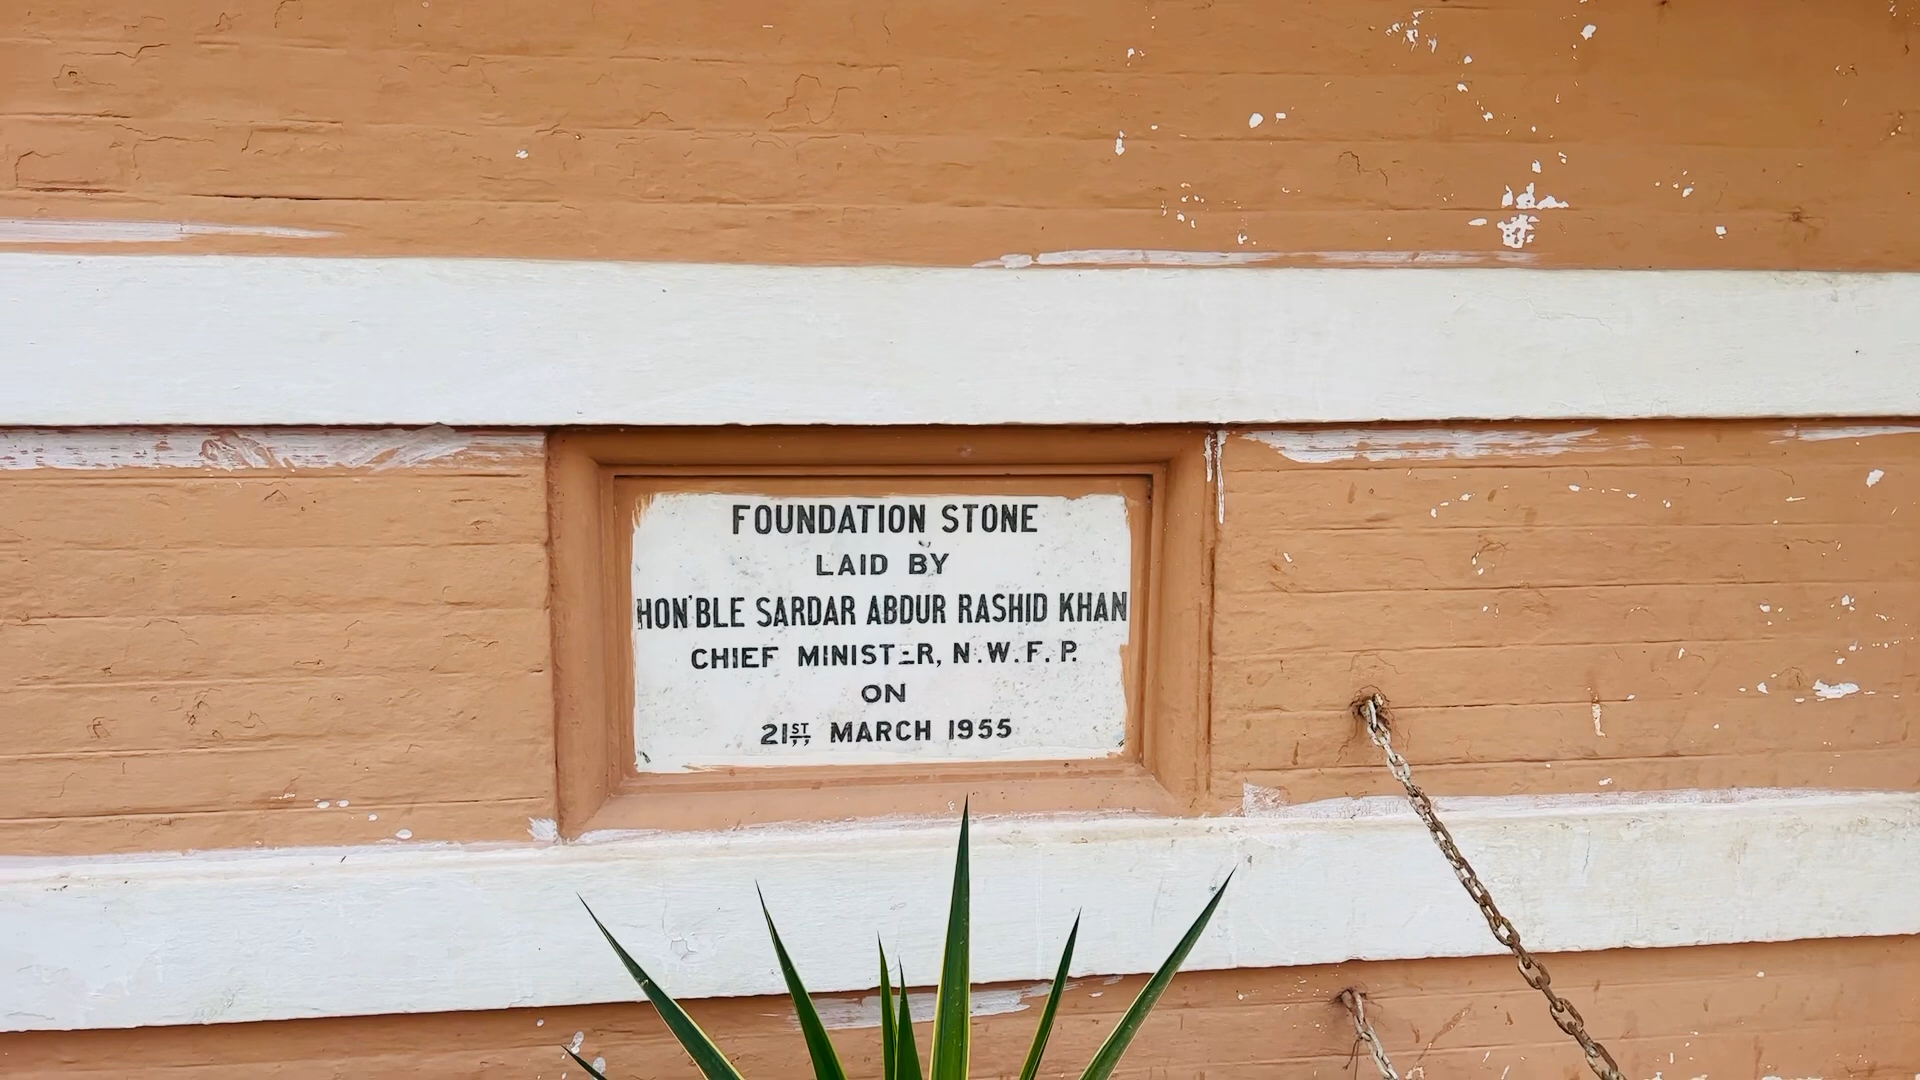 FOUNDATION STONE
LAID BY
HON'BLE SARDAR ABDUR RASHID KHAN
CHIEF MINISTER, N.W.F.P.
ON
21ST MARCH 1955